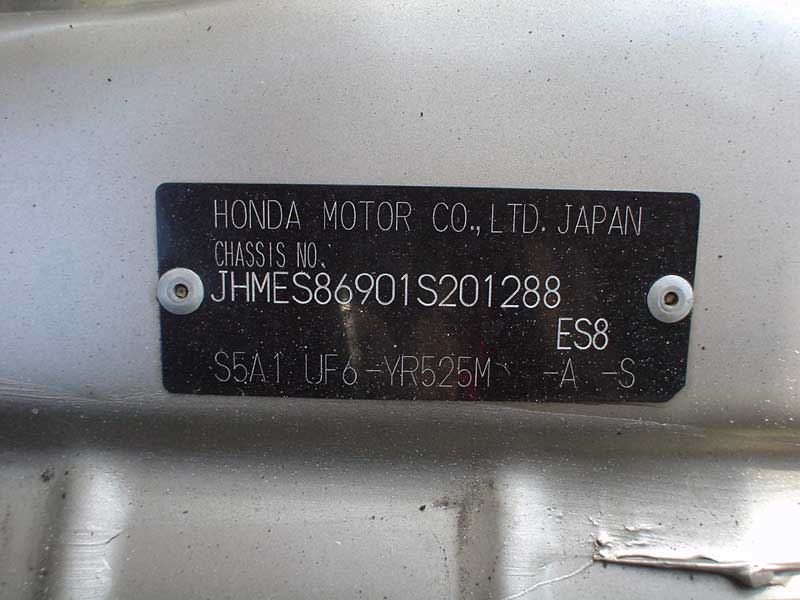 HONDA MOTOR CO., LTD. JAPAN
CHASSIS NO.
JHMES86901S201288
ES8
S5A1 UF6-YR525M -A -S